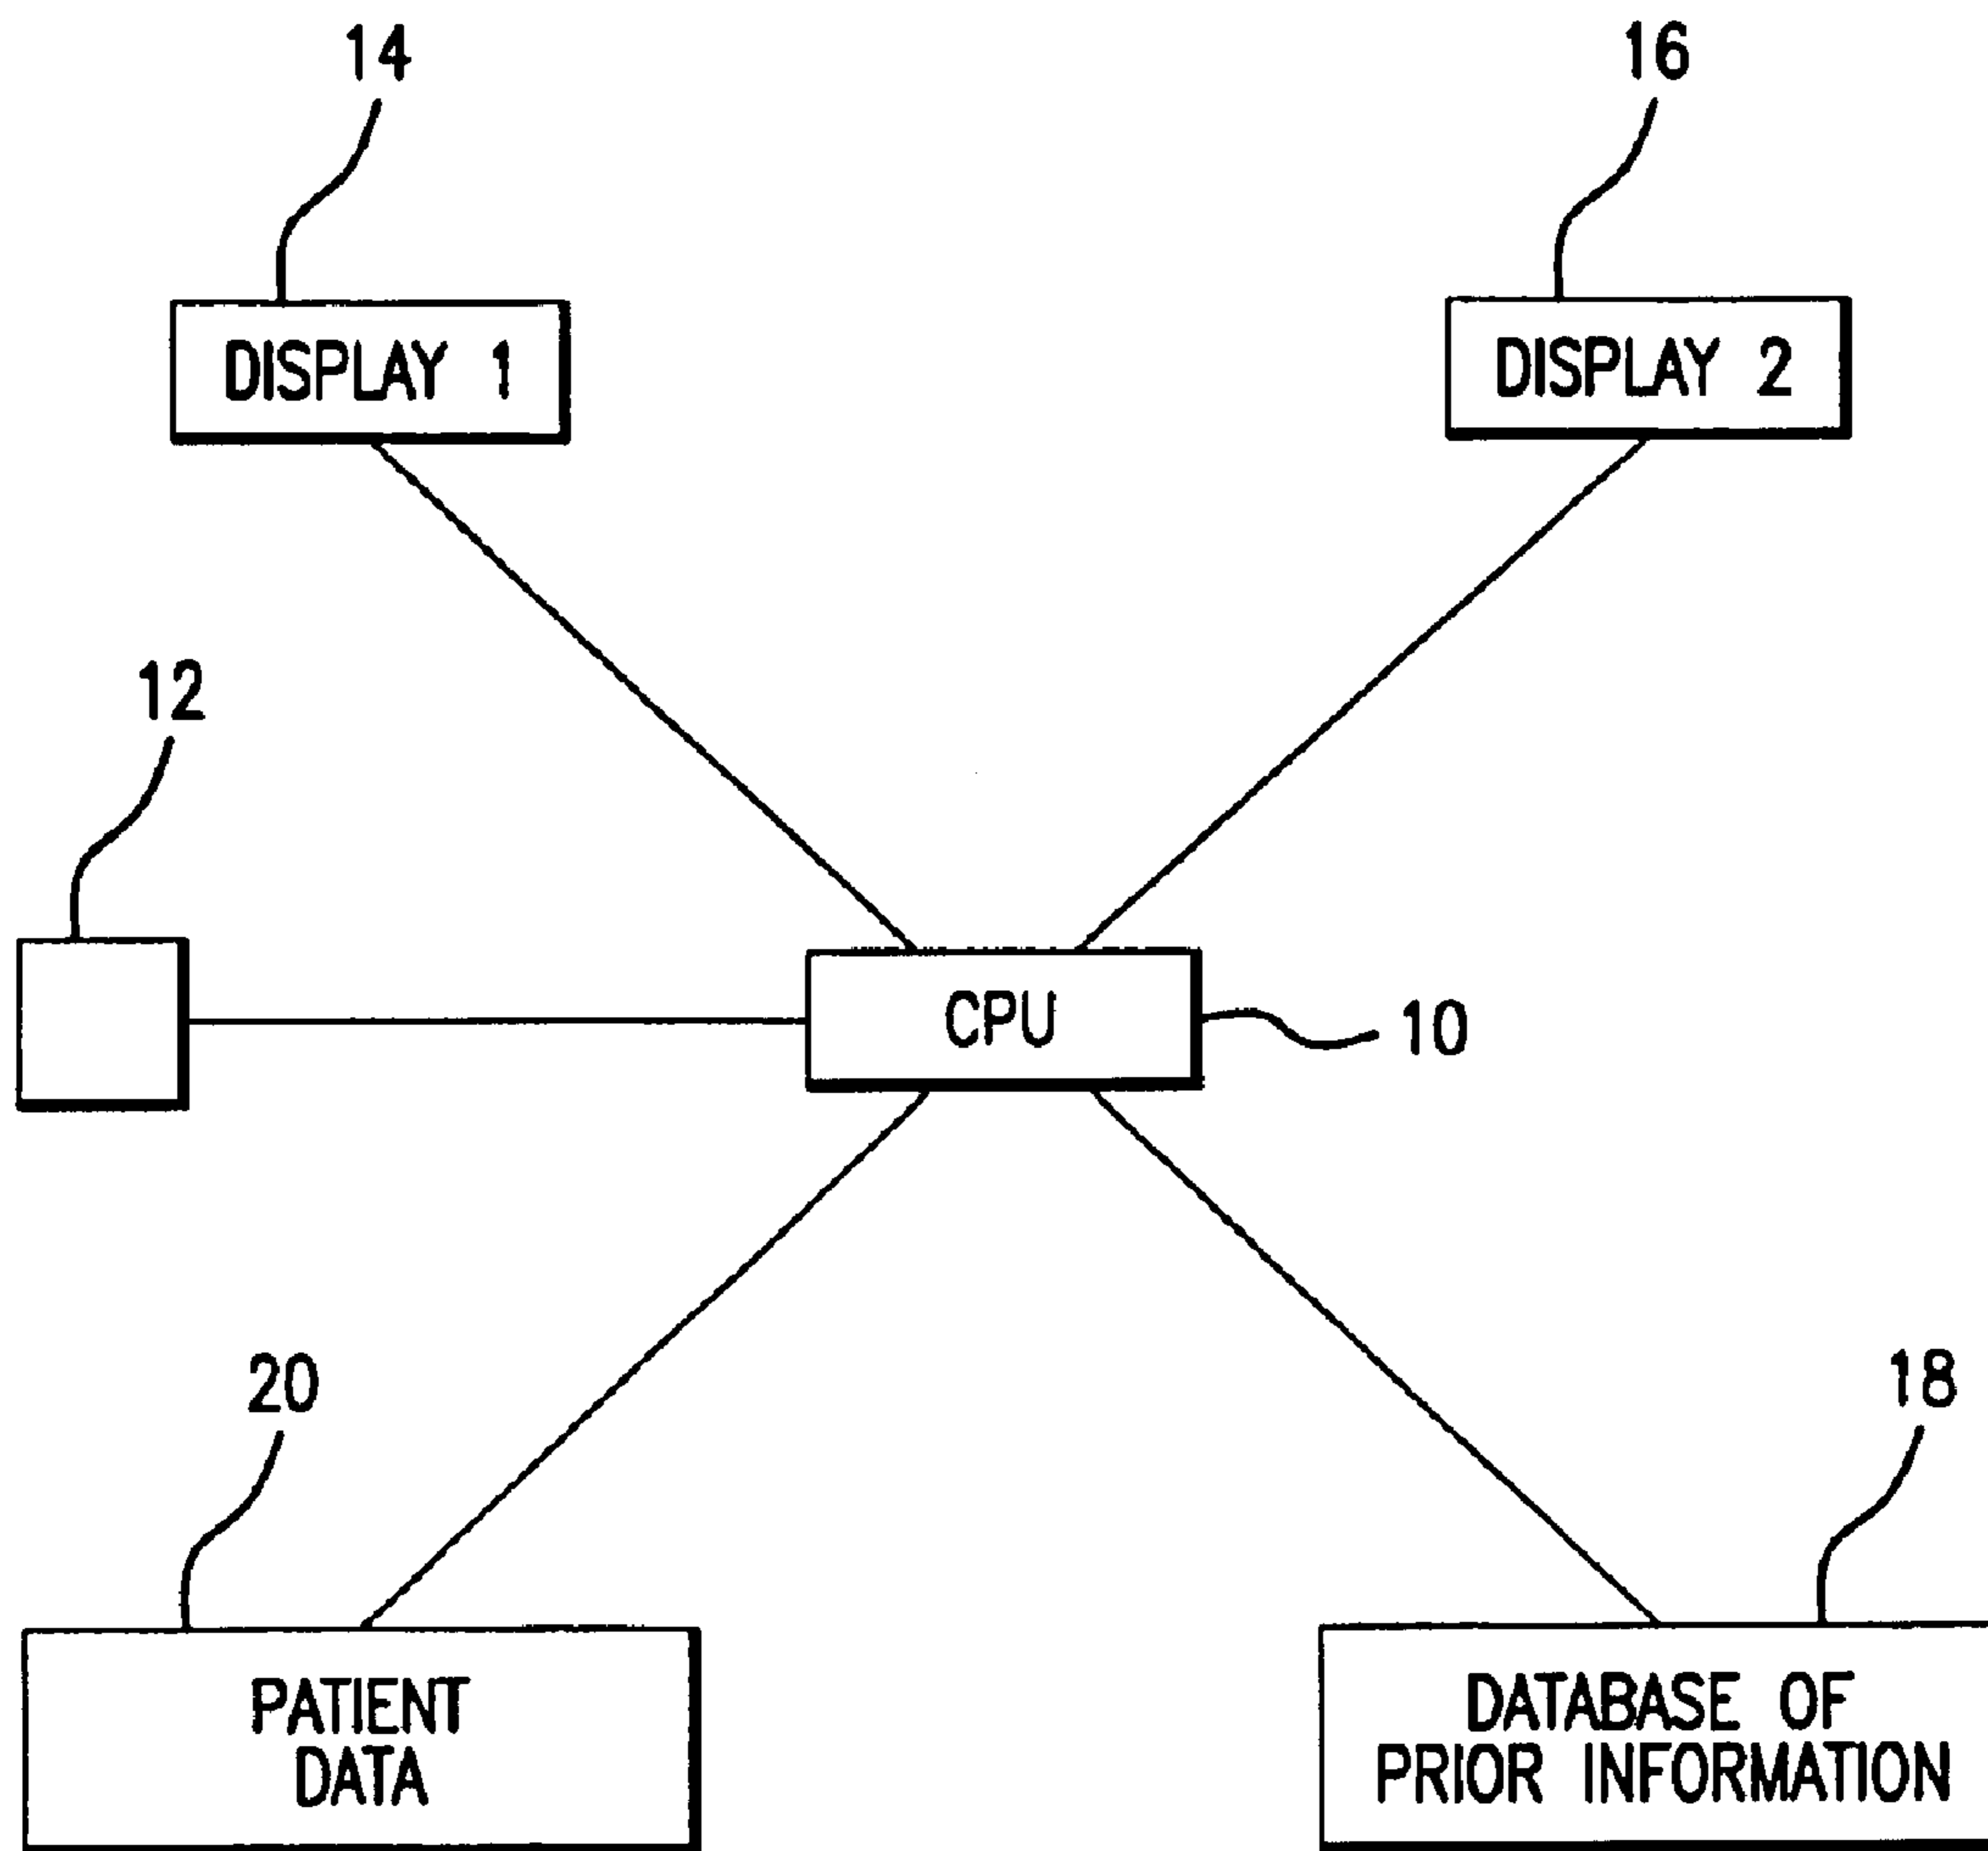 14
16
DISPLAY 1
DISPLAY 2
12
CPU
10
20
18
PATIENT
DATA
DATABASE OF
PRIOR INFORMATION